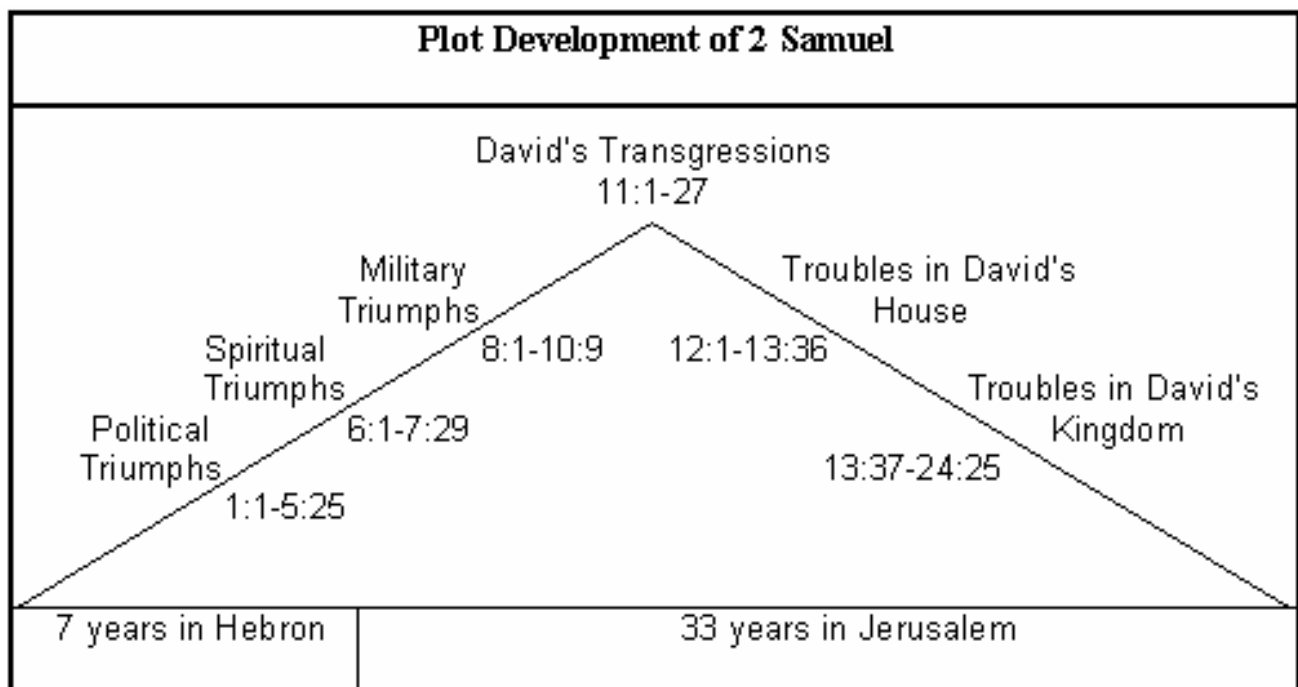 Plot Development of 2 Samuel
David's Transgressions
11:1-27
Military
Triumphs
8:1-10:9
Spiritual
Triumphs
6:1-7:29
Political
Triumphs
1:1-5:25
Troubles in David's
House
12:1-13:36
Troubles in David's
Kingdom
13:37-24:25
7 years in Hebron
33 years in Jerusalem